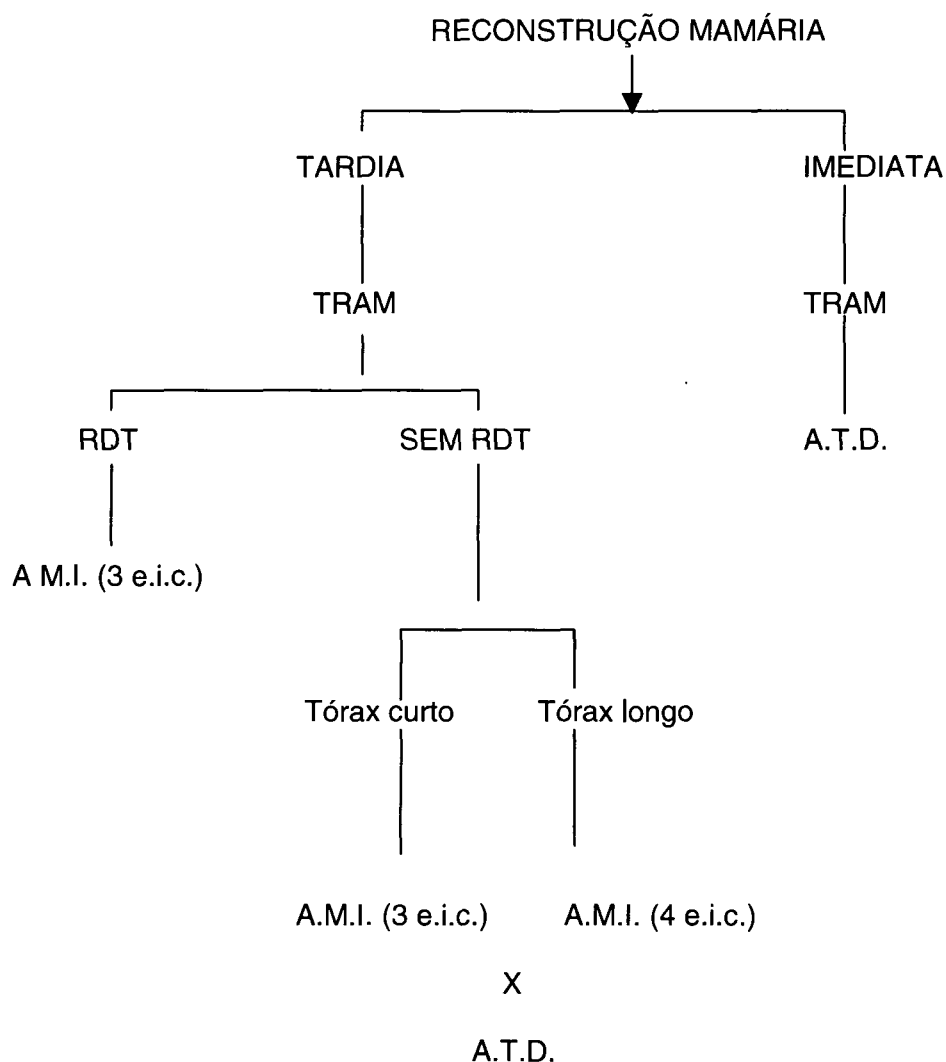 RECONSTRUÇÃO MAMÁRIA
TARDIA IMEDIATA
TRAM TRAM
RDT SEM RDT A.T.D.
A M.I. (3 e.i.c.)
Tórax curto Tórax longo
A.M.I. (3 e.i.c.) A.M.I. (4 e.i.c.)
X
A.T.D.